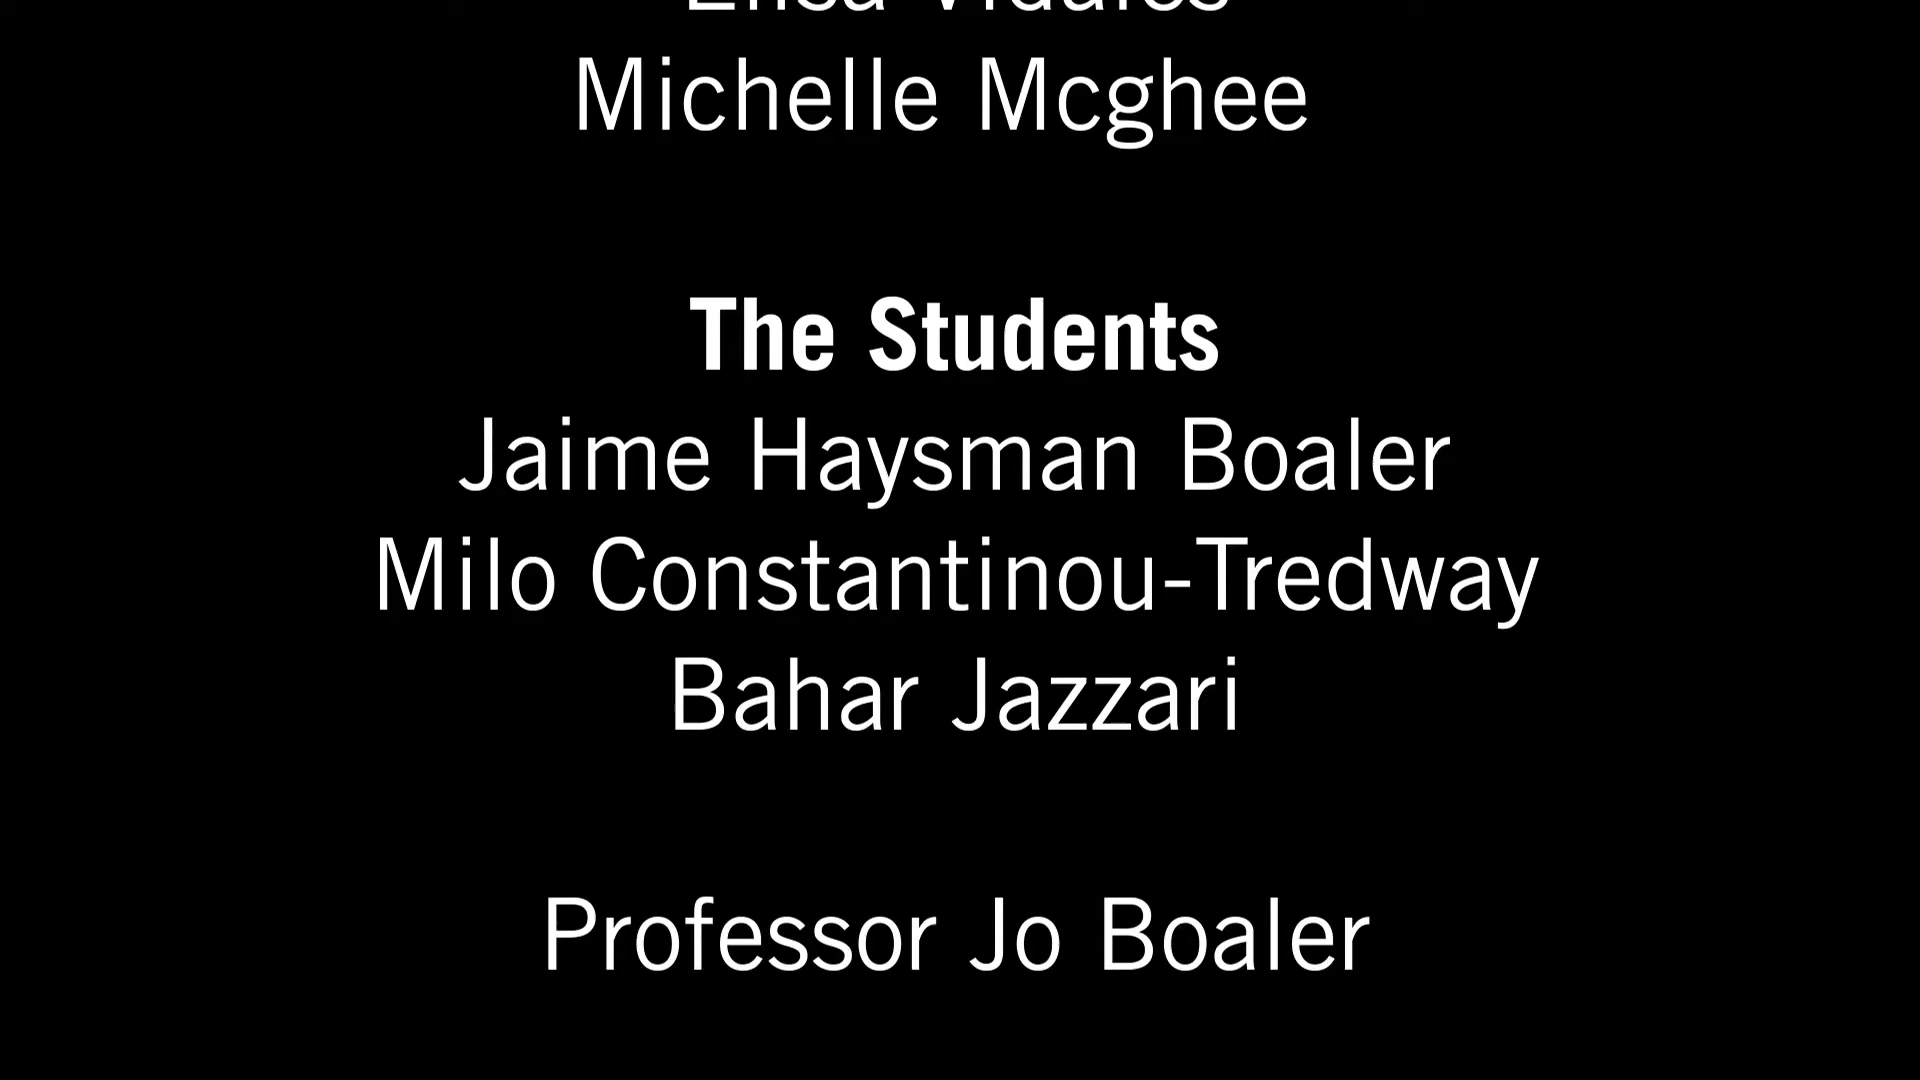 Michelle Mcghee
The Students
Jaime Haysman Boaler
Milo Constantinou-Tredway
Bahar Jazzari
Professor Jo Boaler